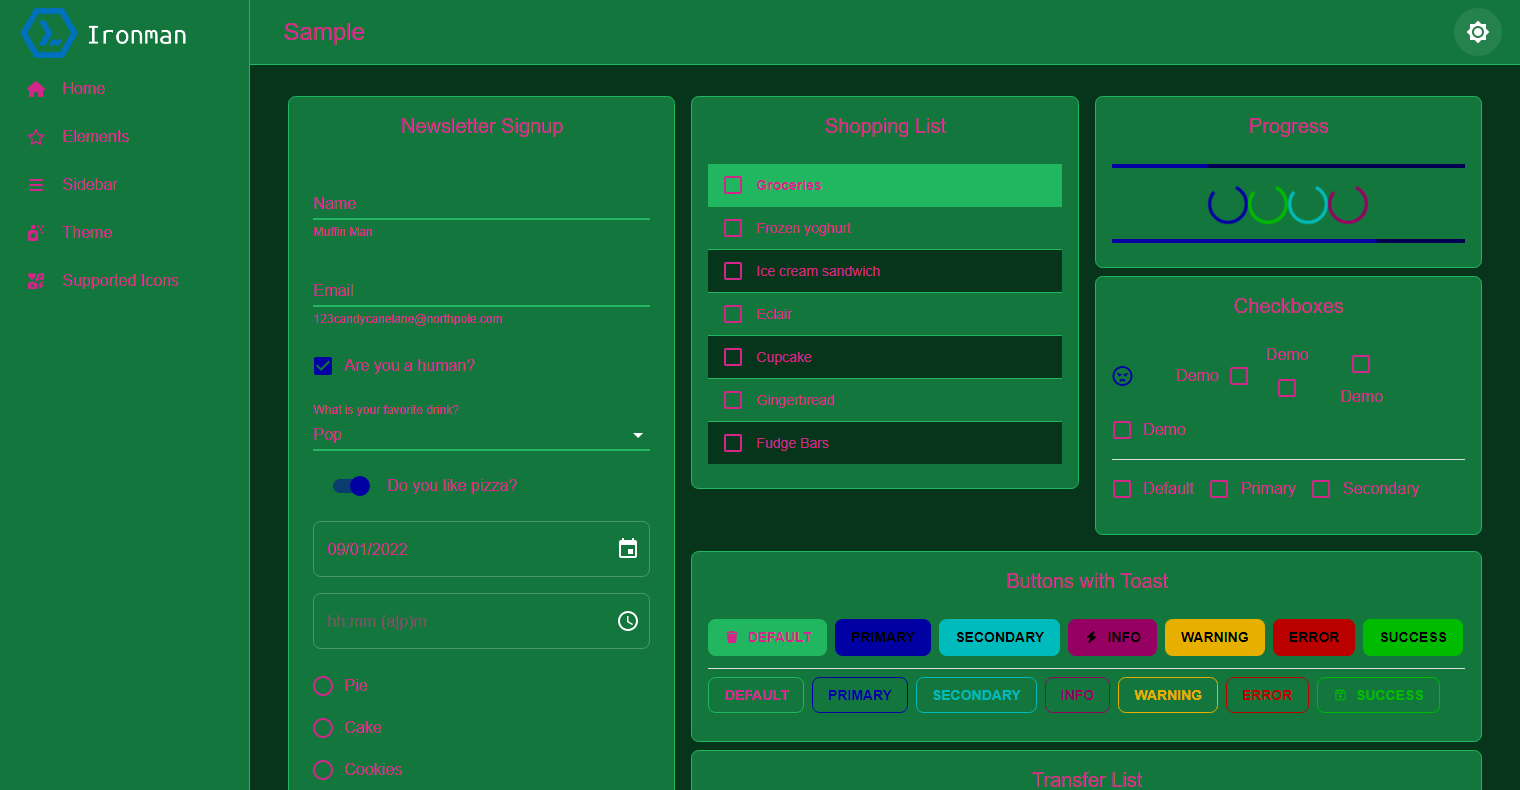 Ironman
Sample
Home
Elements
Sidebar
Theme
Supported Icons
Newsletter Signup
Name
Muffin Man
Email
123candycanelane@northpole.com
Are you a human?
What is your favorite drink?
Pop
Do you like pizza?
09/01/2022
hh:mm (a|p)m
Pie
Cake
Cookies
Shopping List
Groceries
Frozen yoghurt
Ice cream sandwich
Eclair
Cupcake
Gingerbread
Fudge Bars
Progress
Checkboxes
Demo
Demo
Demo
Demo
Default Primary Secondary
Buttons with Toast
DEFAULT PRIMARY SECONDARY INFO WARNING ERROR SUCCESS
DEFAULT PRIMARY SECONDARY INFO WARNING ERROR SUCCESS
Transfer List